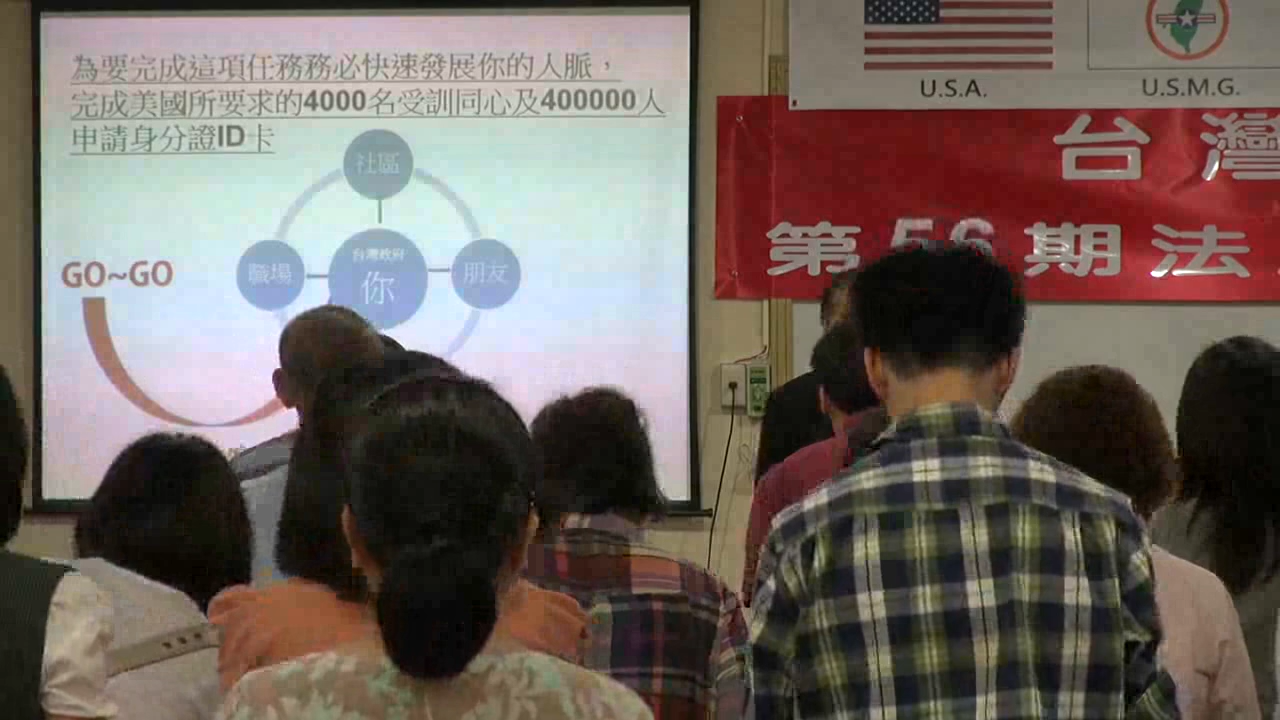 為要完成這項任務務必快速發展你的人脈，
完成美國所要求的4000名受訓同心及400000人
申請身分證ID卡
社區
職場
台灣政府
你
朋友
GO~GO
U.S.A.
U.S.M.G.
台灣
第56期法